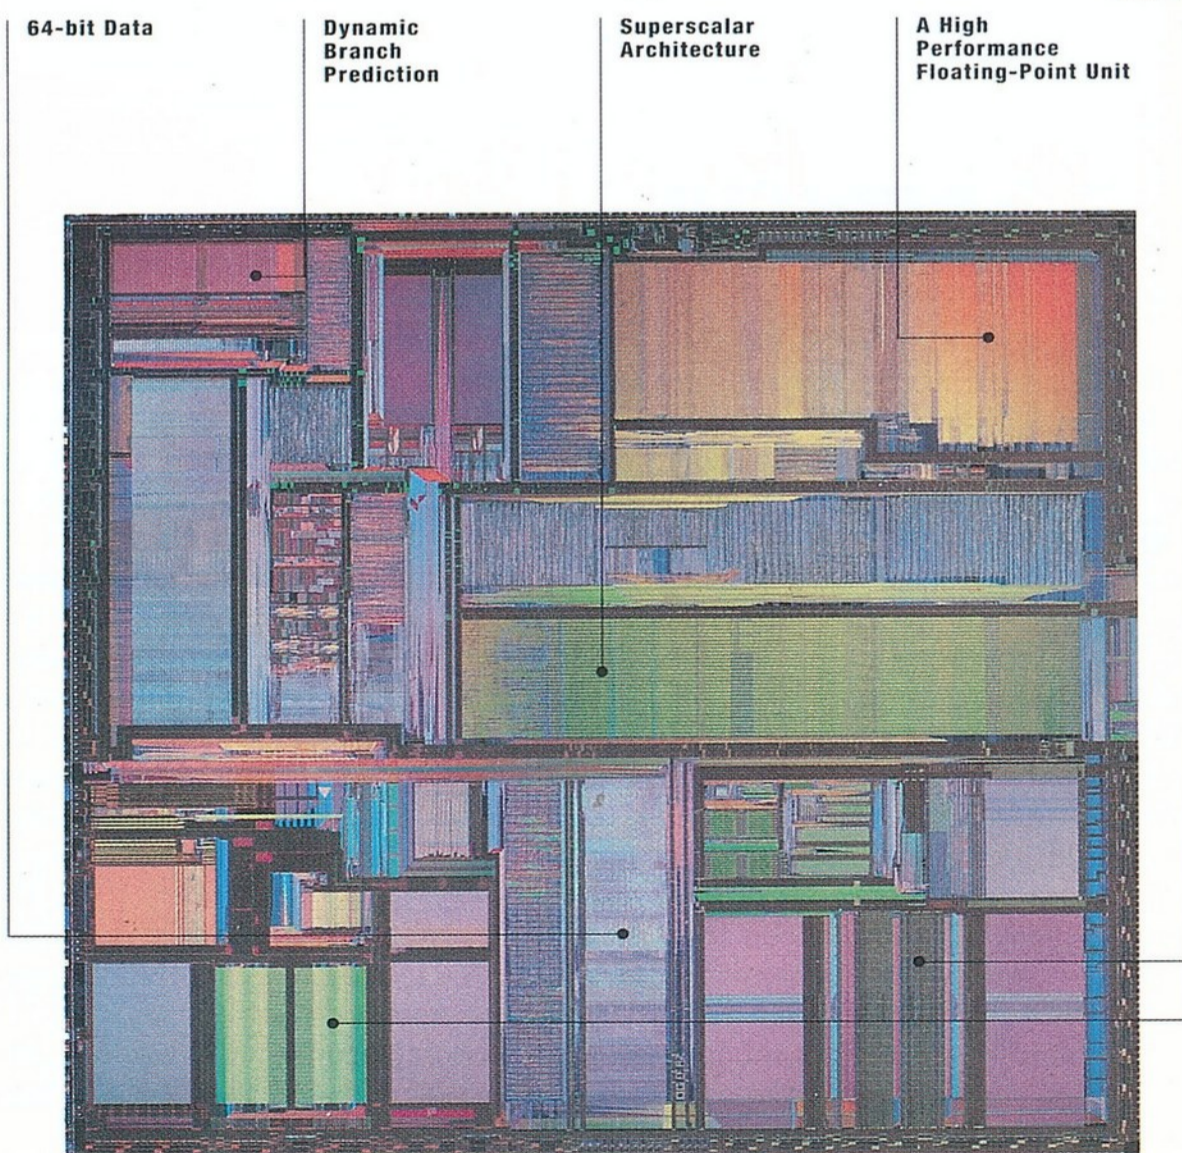 64-bit Data
Dynamic
Branch
Prediction
Superscalar
Architecture
A High
Performance
Floating-Point Unit